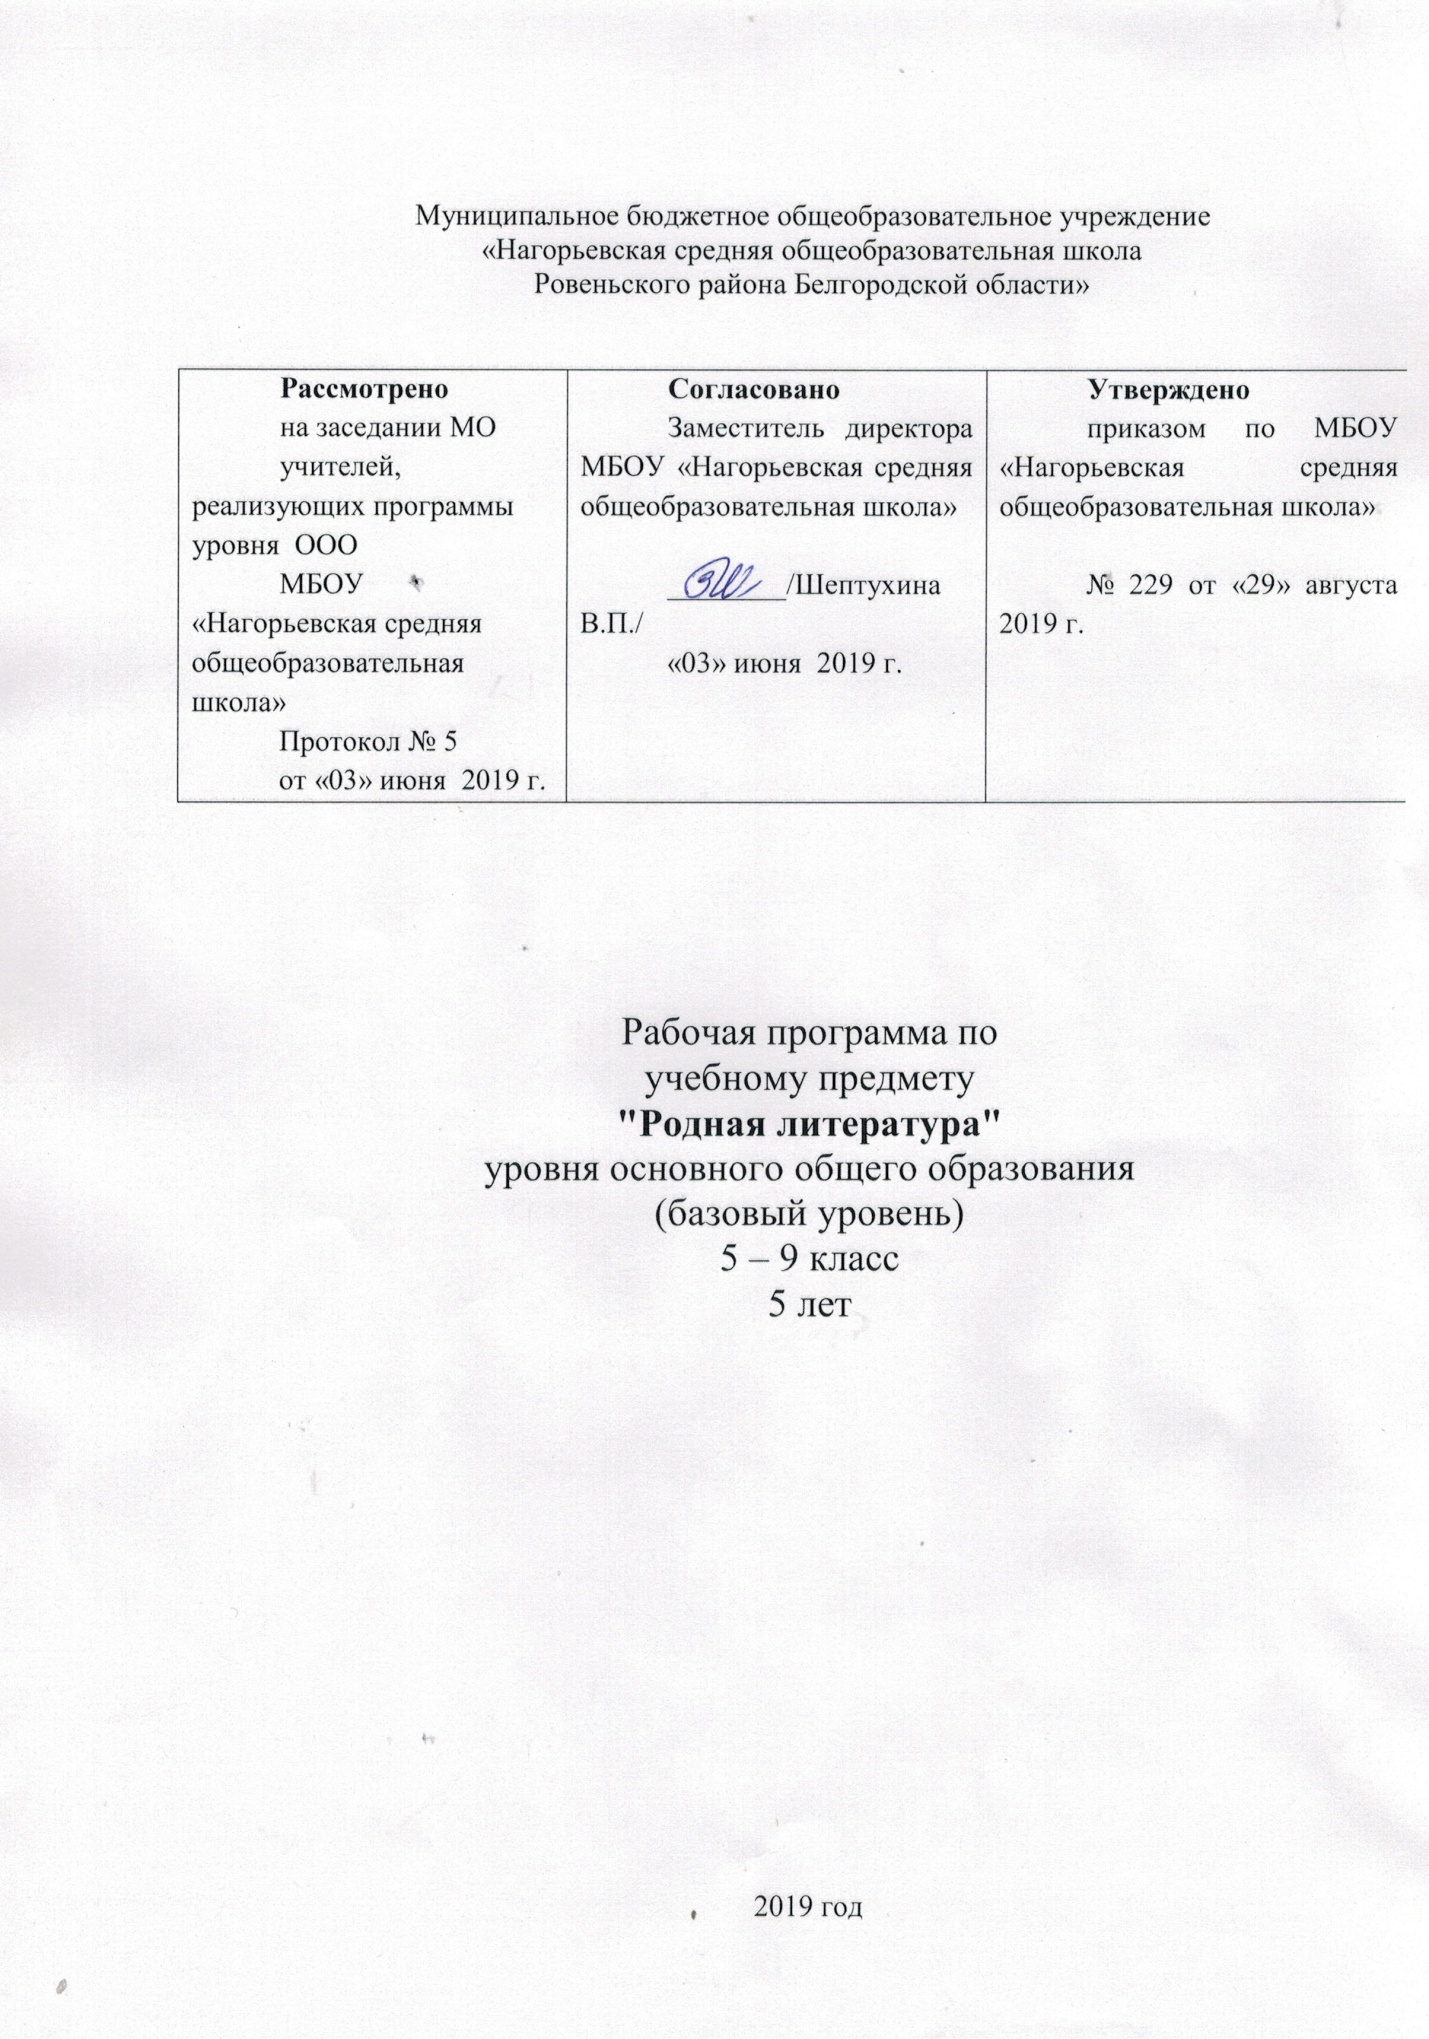 Муниципальное бюджетное общеобразовательное учреждение
«Нагорьевская средняя общеобразовательная школа
Ровеньского района Белгородской области»
Рассмотрено
на заседании МО
учителей,
реализующих программы
уровня ООО
МБОУ
«Нагорьевская средняя
общеобразовательная
школа»
Протокол № 5
от «03» июня 2019 г.
Согласовано
Заместитель директора
МБОУ «Нагорьевская средняя
общеобразовательная школа»
________/Шептухина
В.П./
«03» июня 2019 г.
Утверждено
приказом по МБОУ
«Нагорьевская средняя
общеобразовательная школа»
№ 229 от «29» августа
2019 г.
Рабочая программа по
учебному предмету
"Родная литература"
уровня основного общего образования
(базовый уровень)
5 – 9 класс
5 лет
2019 год